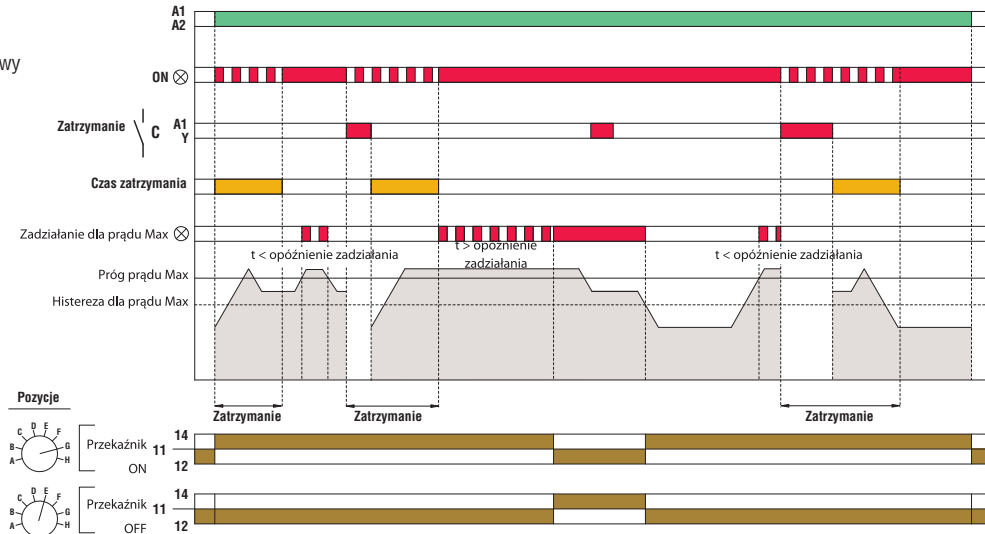 A1
A2
wy
ON
Zatrzymanie
C
A1
Y
Czas zatrzymania
Zadziałanie dla prądu Max
t < opóźnienie zadziałania
t > opóźnienie
zadziałania
t < opóźnienie zadziałania
Próg prądu Max
Histereza dla prądu Max
Pozycje
Zatrzymanie
Zatrzymanie
Zatrzymanie
A
B
C
D
E
F
G
H
Przekaźnik
ON
14
11
12
A
B
C
D
E
F
G
H
Przekaźnik
OFF
14
11
12